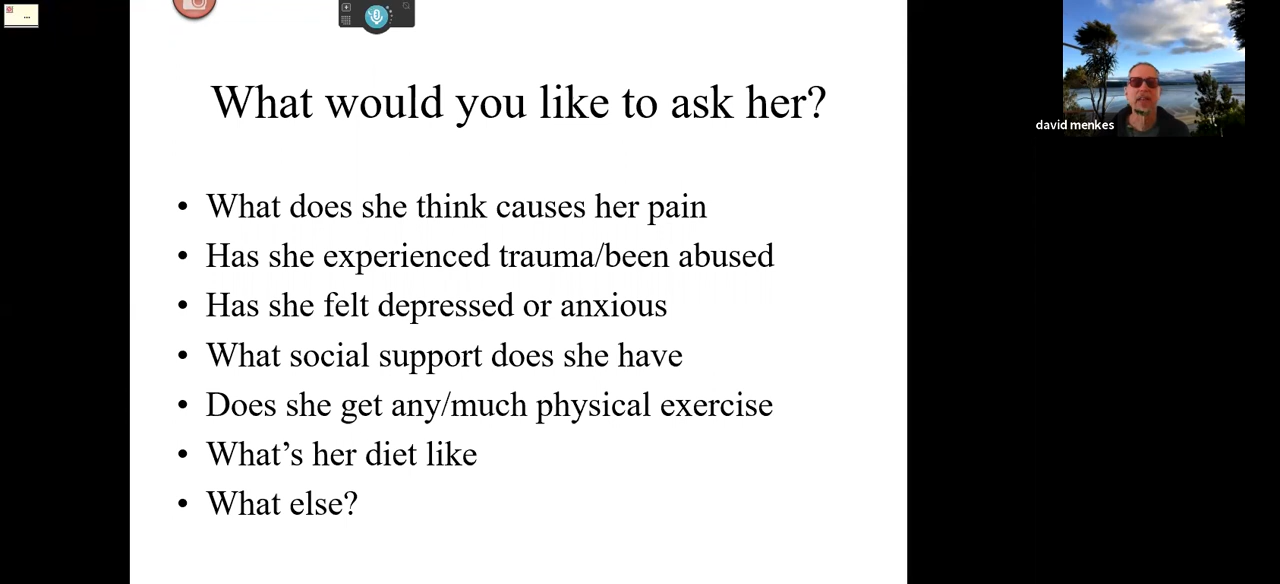 What would you like to ask her?
• What does she think causes her pain
• Has she experienced trauma/been abused
• Has she felt depressed or anxious
• What social support does she have
• Does she get any/much physical exercise
• What’s her diet like
• What else?
david menkes